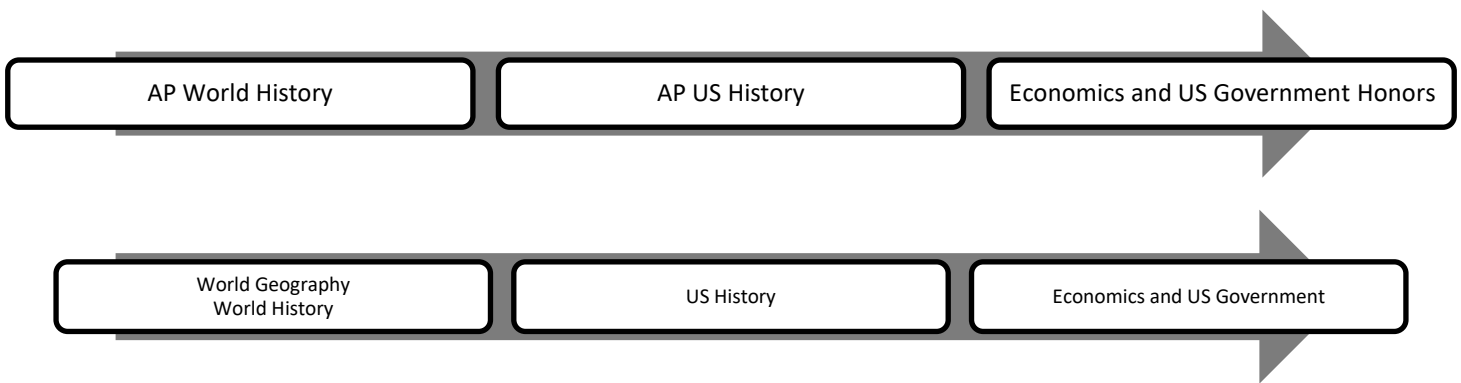 AP World History
AP US History
Economics and US Government Honors
World Geography
World History
US History
Economics and US Government